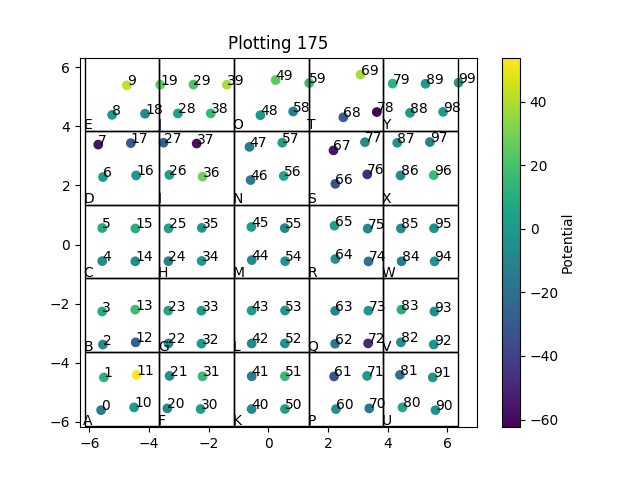 Plotting 175
6
9 19 29 39 49 59 69 79 89 99
8 18 28 38 48 58 68 78 88 98
E J O T Y
4
7 17 27 37 47 57 67 77 87 97
6 16 26 36 46 56 66 76 86 96
2
D I N S X
5 15 25 35 45 55 65 75 85 95
0
4 14 24 34 44 54 64 74 84 94
C H M R W
−2
3 13 23 33 43 53 63 73 83 93
2 12 22 32 42 52 62 72 82 92
B G L Q V
−4
1 11 21 31 41 51 61 71 81 91
0 10 20 30 40 50 60 70 80 90
A F K P U
−6
−6 −4 −2 0 2 4 6
40
20
0
−20
−40
−60
Potential